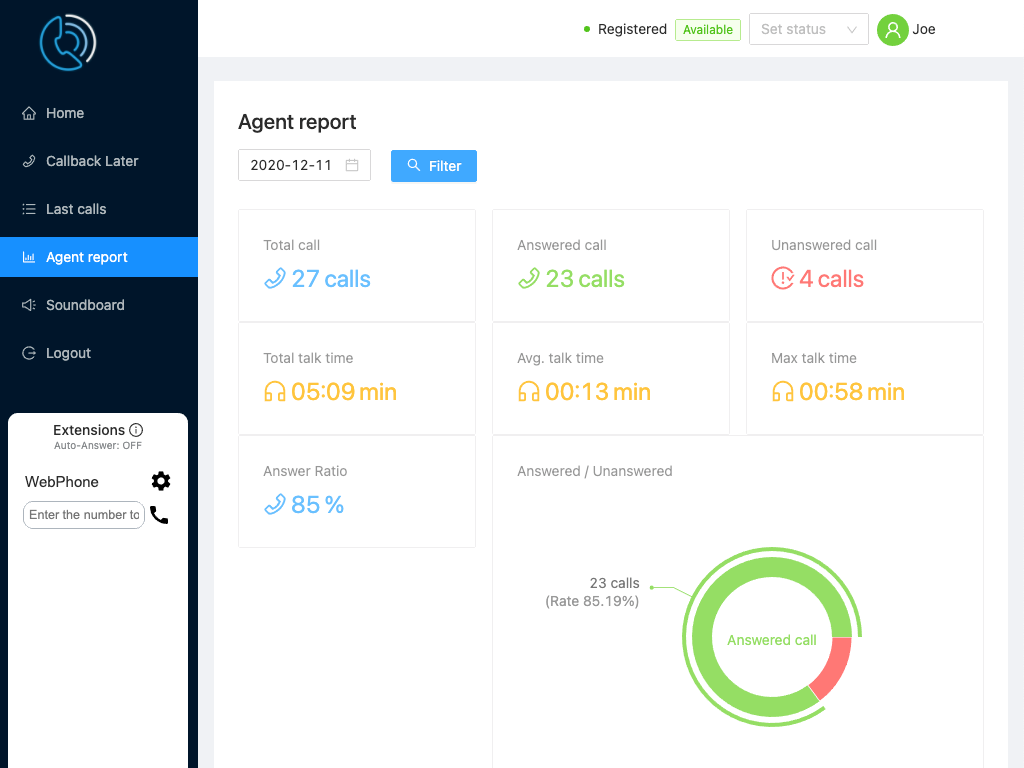 Registered
Available
Set status
Joe
Home
Callback Later
Last calls
Agent report
Soundboard
Logout
Extensions
Auto-Answer: OFF
WebPhone
Enter the number to
Agent report
2020-12-11
Filter
Total call
27 calls
Answered call
23 calls
Unanswered call
4 calls
Total talk time
05:09 min
Avg. talk time
00:13 min
Max talk time
00:58 min
Answer Ratio
85 %
Answered / Unanswered
23 calls
(Rate 85.19%)
Answered call